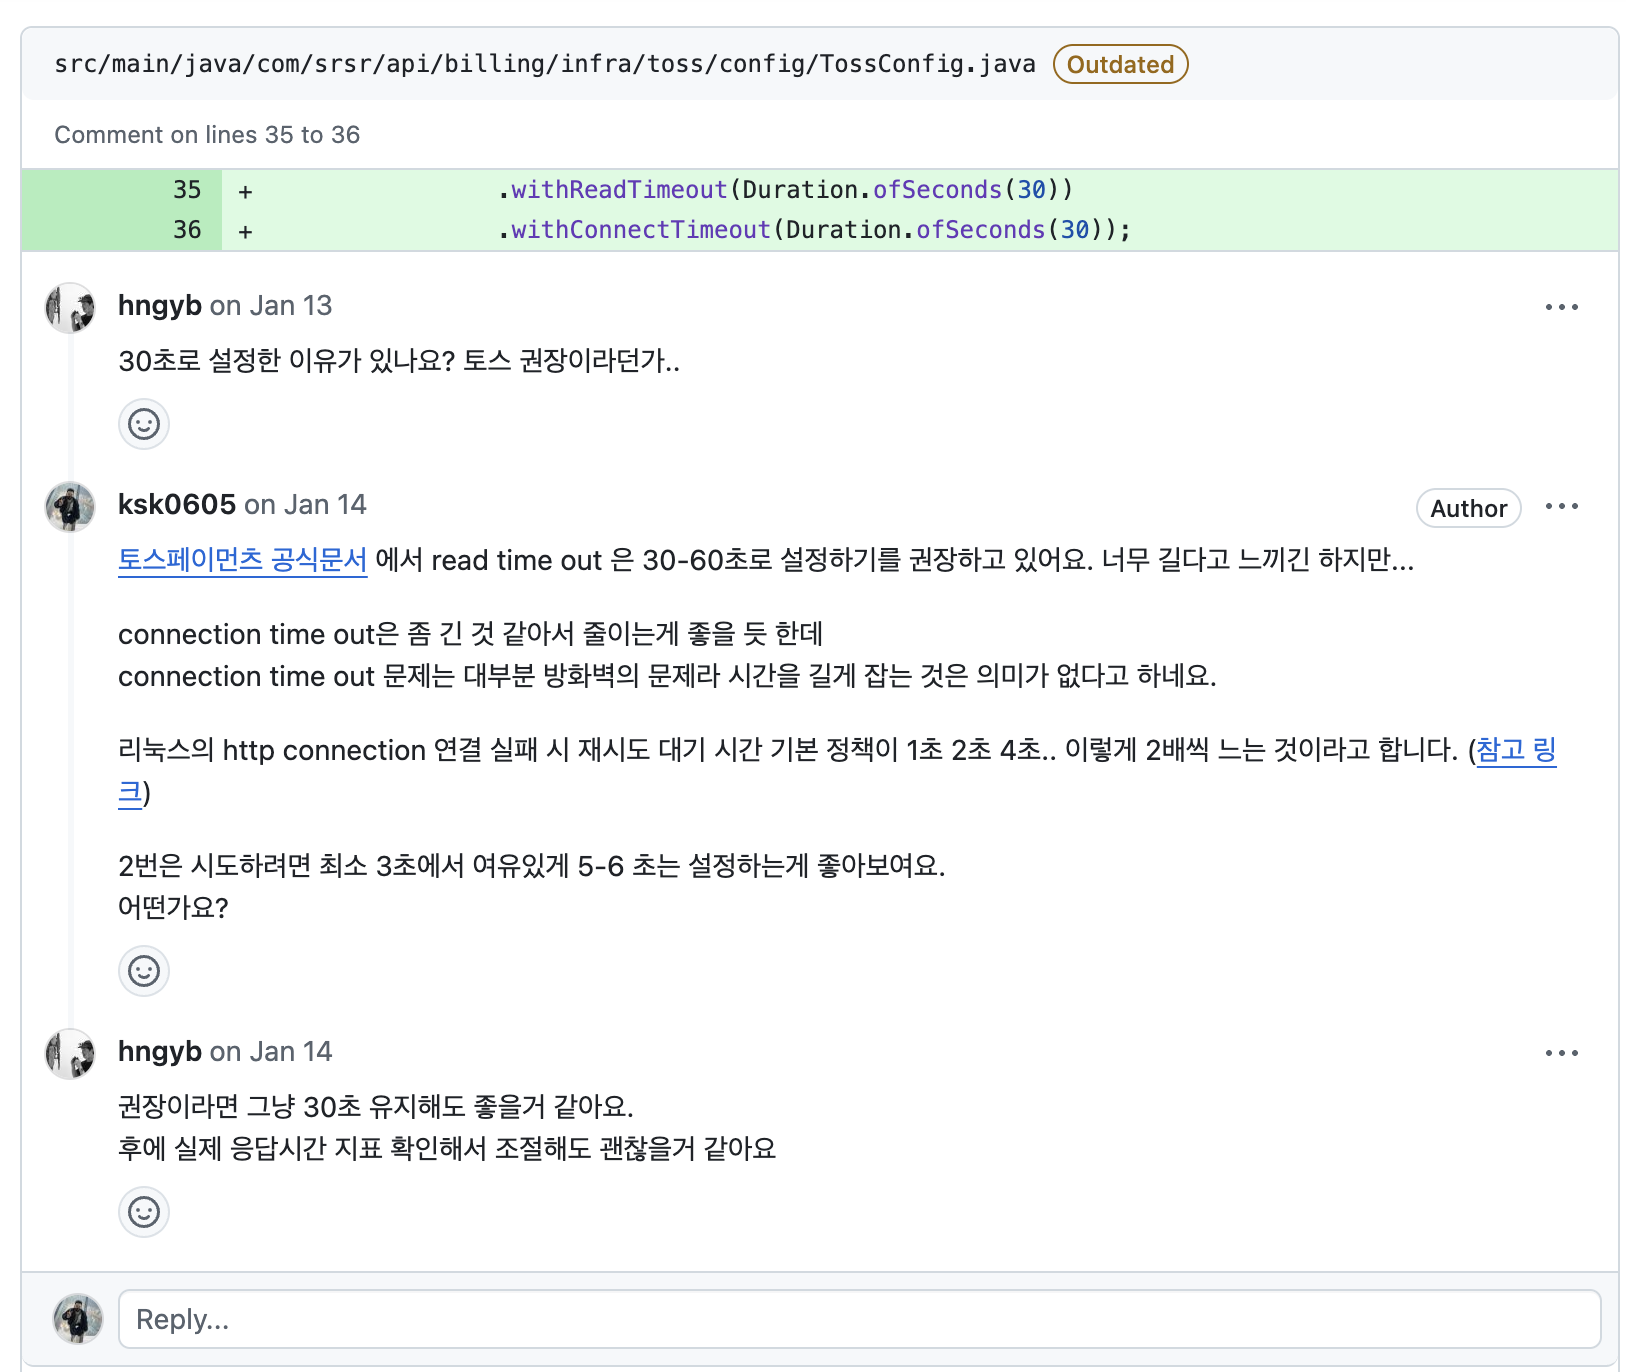 src/main/java/com/srsr/api/billing/infra/toss/config/TossConfig.java Outdated
Comment on lines 35 to 36
35 + .withReadTimeout(Duration.ofSeconds(30))
36 + .withConnectTimeout(Duration.ofSeconds(30));
hngyb on Jan 13
30초로 설정한 이유가 있나요? 토스 권장이라던가..
ksk0605 on Jan 14 Author
토스페이먼츠 공식문서 에서 read time out 은 30-60초로 설정하기를 권장하고 있어요. 너무 길다고 느끼긴 하지만...
connection time out은 좀 긴 것 같아서 줄이는게 좋을 듯 한데
connection time out 문제는 대부분 방화벽의 문제라 시간을 길게 잡는 것은 의미가 없다고 하네요.
리눅스의 http connection 연결 실패 시 재시도 대기 시간 기본 정책이 1초 2초 4초.. 이렇게 2배씩 느는 것이라고 합니다. (참고 링
크)
2번은 시도하려면 최소 3초에서 여유있게 5-6 초는 설정하는게 좋아보여요.
어떤가요?
hngyb on Jan 14
권장이라면 그냥 30초 유지해도 좋을거 같아요.
후에 실제 응답시간 지표 확인해서 조절해도 괜찮을거 같아요
Reply...